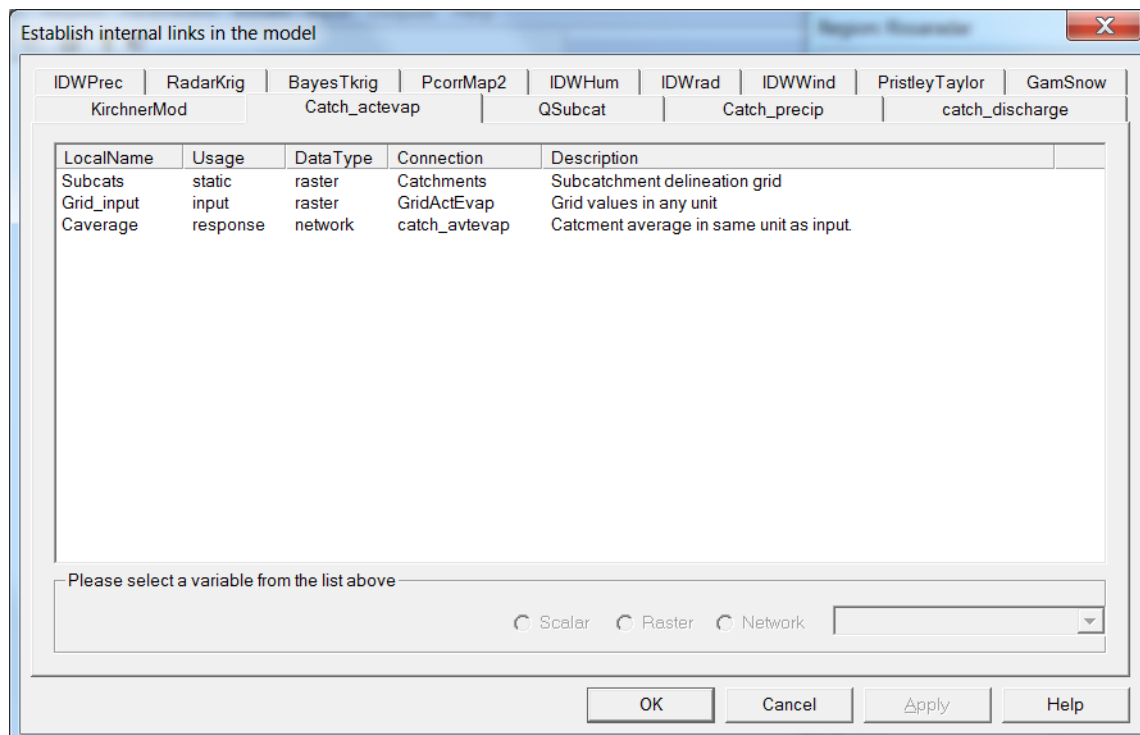 Establish internal links in the model
IDWPrec RadarKrig BayesTkrig PcorrMap2 IDWHum IDWrad IDWWind PristleyTaylor GamSnow
KirchnerMod Catch_actevap QSubcat Catch_precip catch_discharge
LocalName Usage DataType Connection Description
Subcats static raster Catchments Subcatchment delineation grid
Grid_input input raster GridActEvap Grid values in any unit
Caverage response network catch_avtevap Catcment average in same unit as input.
Please select a variable from the list above
Scalar Raster Network
OK Cancel Apply Help